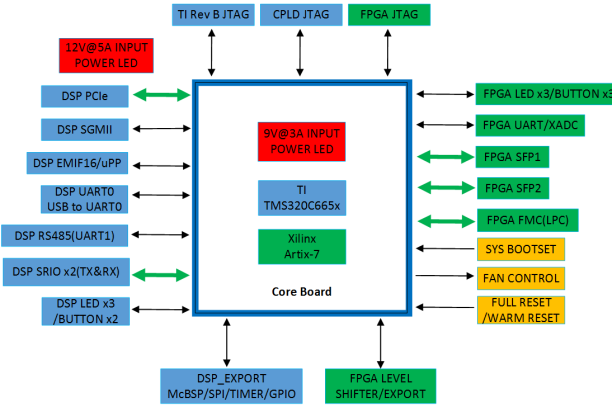 TI Rev B JTAG
CPLD JTAG
FPGA JTAG
12V@5A INPUT
POWER LED
DSP PCIe
DSP SGMII
DSP EMIF16/uPP
DSP UART0
USB to UART0
DSP RS485(UART1)
DSP SRIO x2(TX&RX)
DSP LED x3
/BUTTON x2
9V@3A INPUT
POWER LED
TI
TMS320C665x
Xilinx
Artix-7
Core Board
FPGA LED x3/BUTTON x3
FPGA UART/XADC
FPGA SFP1
FPGA SFP2
FPGA FMC(LPC)
SYS BOOTSET
FAN CONTROL
FULL RESET
/WARM RESET
DSP_EXPORT
McBSP/SPI/TIMER/GPIO
FPGA LEVEL
SHIFTER/EXPORT